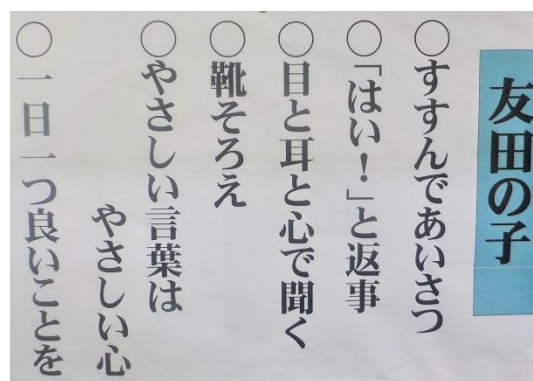 友田の子
○すすんであいさつ
○「はい！」と返事
○目と耳と心で聞く
○靴そろえ
○やさしい言葉は
やさしい心
○一日一つ良いことを